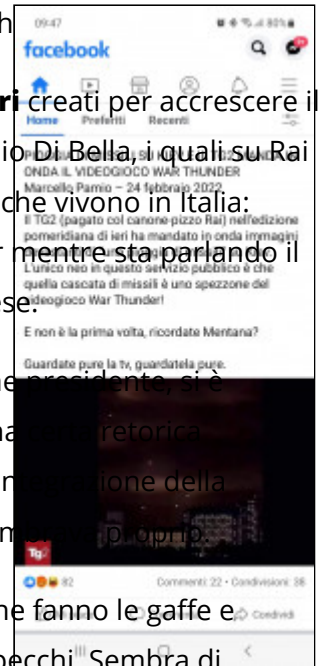 09:47
80%
facebook
ri creati per accrescere il
Home Preferiti Recenti
io Di Bella, i quali su Rai
ONDA IL VIDEOGIOCO WAR THUNDER
Marcello Pamio – 24 febbraio 2022
che vivono in Italia:
Il TG2 (pagato col canone-pizzo Rai) nell'edizione
pomeridiana di ieri ha mandato in onda immagini
mentre sta parlando il
L'unico neo in questo servizio pubblico è che
quella cascata di missili è uno spezzone del
videogioco War Thunder!
E non è la prima volta, ricordate Mentana?
Guardate pure la tv, guardatela pure.
presidente, si è
certa retorica
integrazione della
proprio
Tg2
82 Commenti: 22 • Condivisioni: 38
ne fanno le gaffe e
Condividi
pecchi. Sembra di